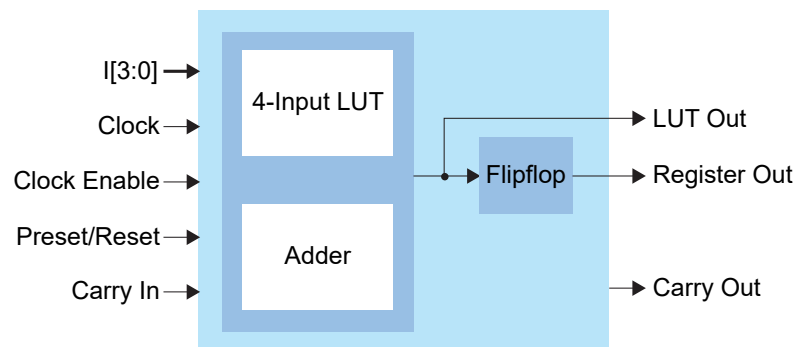 I[3:0]
Clock
Clock Enable
Preset/Reset
Carry In
4-Input LUT
Adder
Flipflop
LUT Out
Register Out
Carry Out